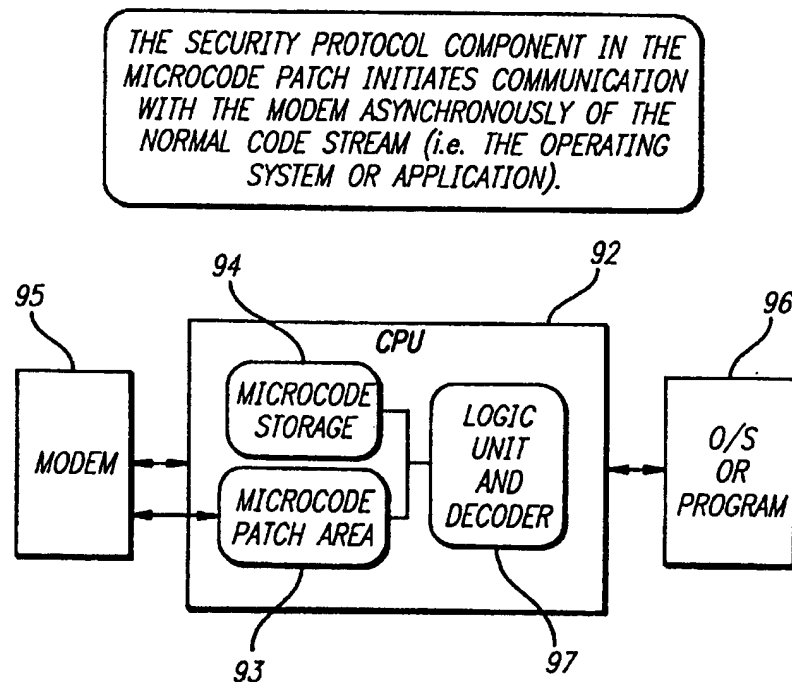 THE SECURITY PROTOCOL COMPONENT IN THE
MICROCODE PATCH INITIATES COMMUNICATION
WITH THE MODEM ASYNCHRONOUSLY OF THE
NORMAL CODE STREAM (i.e. THE OPERATING
SYSTEM OR APPLICATION).
95
94
92
96
CPU
MICROCODE
STORAGE
LOGIC
UNIT
AND
DECODER
MODEM
MICROCODE
PATCH AREA
O/S
OR
PROGRAM
93
97